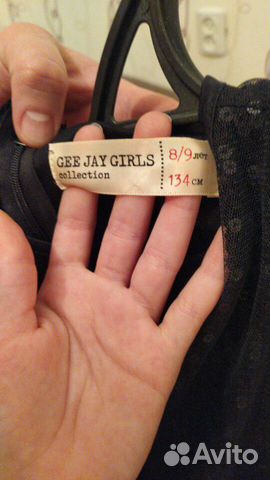 GEE JAY GIRLS
collection
8/9 лет
134 см
Avito